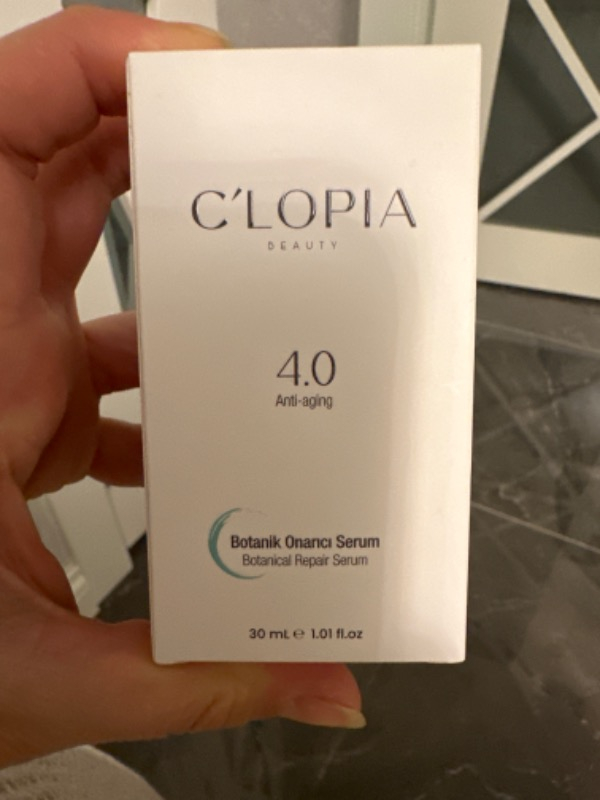 C'LOPIA
BEAUTY
4.0
Anti-aging
Botanik Onarıcı Serum
Botanical Repair Serum
30 mL ℮ 1.01 fl.oz